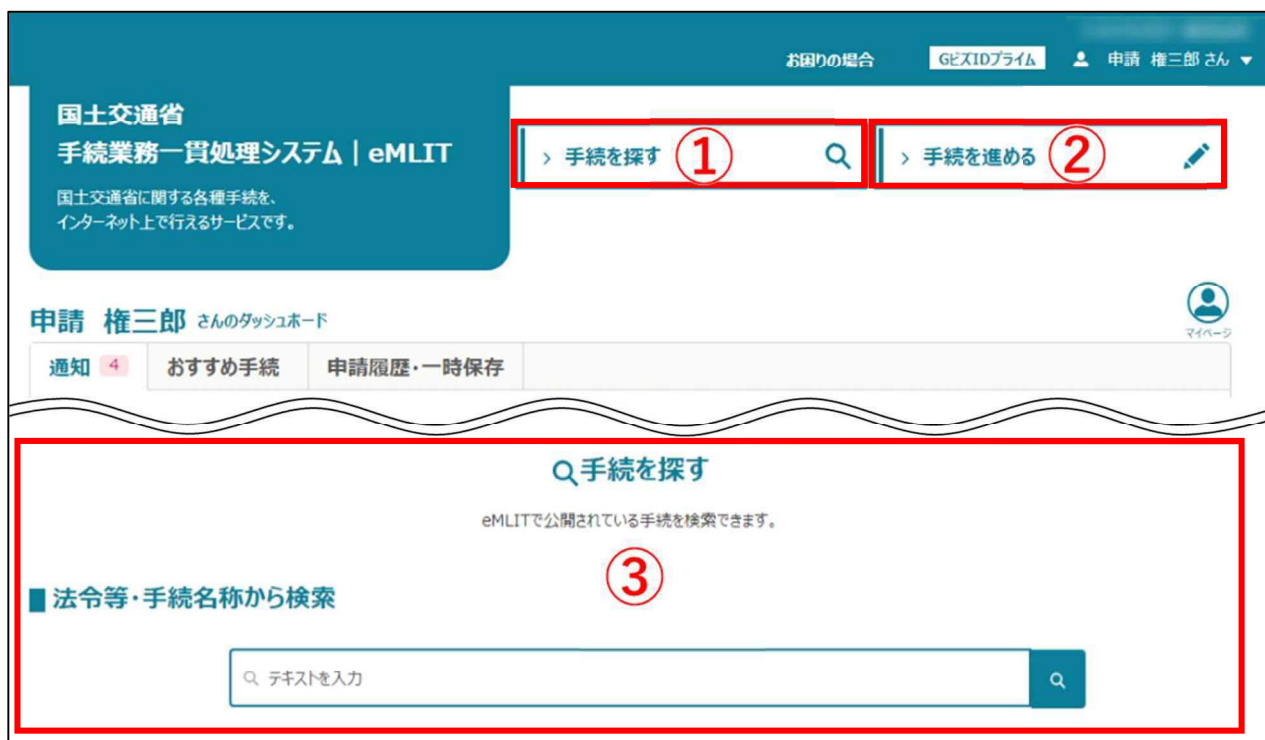 お困りの場合 GビズIDプライム 申請 権三郎 さん ▼
国土交通省
手続業務一貫処理システム | eMLIT
国土交通省に関する各種手続を、
インターネット上で行えるサービスです。
> 手続を探す ①
> 手続を進める ②
申請 権三郎 さんのダッシュボード
マイページ
通知 4 おすすめ手続 申請履歴・一時保存
手続を探す
eMLITで公開されている手続を検索できます。
③
法令等・手続名称から検索
テキストを入力